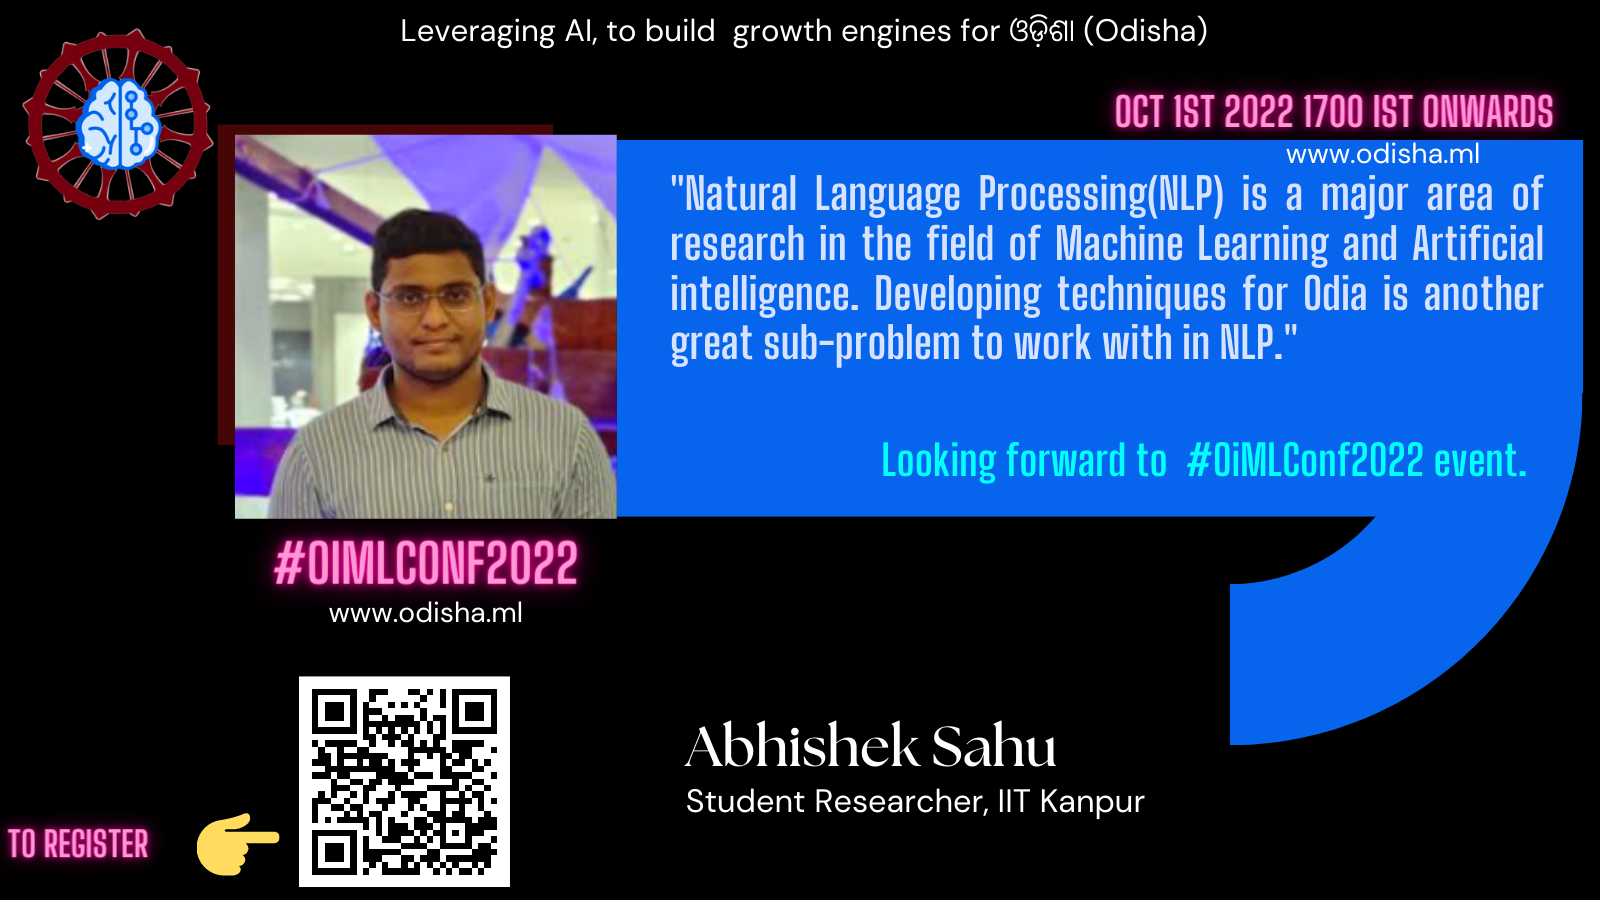 Leveraging AI, to build growth engines for ଓଡ଼ିଶା (Odisha)
OCT 1ST 2022 1700 IST ONWARDS
www.odisha.ml
"Natural Language Processing(NLP) is a major area of
research in the field of Machine Learning and Artificial
intelligence. Developing techniques for Odia is another
great sub-problem to work with in NLP."
Looking forward to #OiMLConf2022 event.
#OIMLCONF2022
www.odisha.ml
Abhishek Sahu
Student Researcher, IIT Kanpur
TO REGISTER